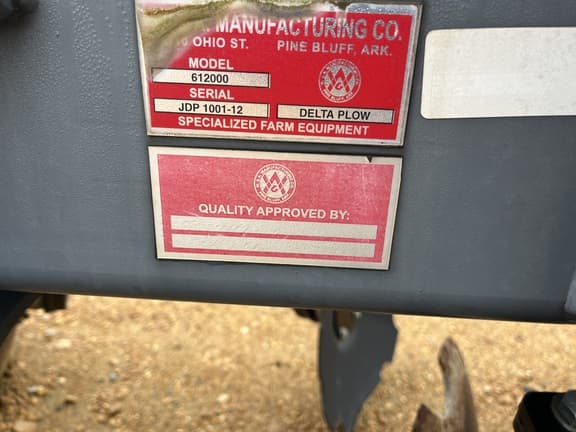 MANUFACTURING CO.
OHIO ST. PINE BLUFF, ARK.
MODEL
612000
SERIAL
JDP 1001-12 DELTA PLOW
SPECIALIZED FARM EQUIPMENT
QUALITY APPROVED BY: